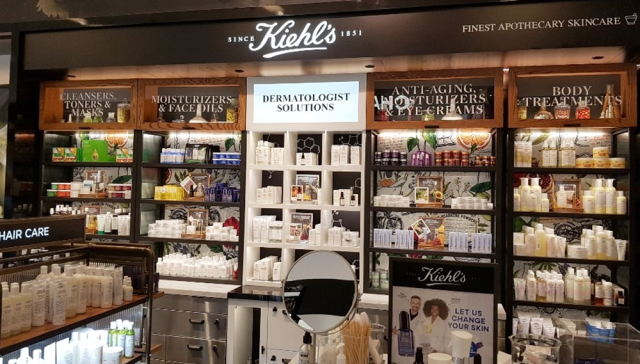 SINCE Kiehl's 1851
FINEST APOTHECARY SKINCARE
CLEANSERS,
TONERS &
MASKS
MOISTURIZERS
& FACE OILS
DERMATOLOGIST
SOLUTIONS
ANTI-AGING,
MOISTURIZERS
& EYE CREAMS
BODY
TREATMENTS
HAIR CARE
Kiehl's
LET US
CHANGE
YOUR SKIN